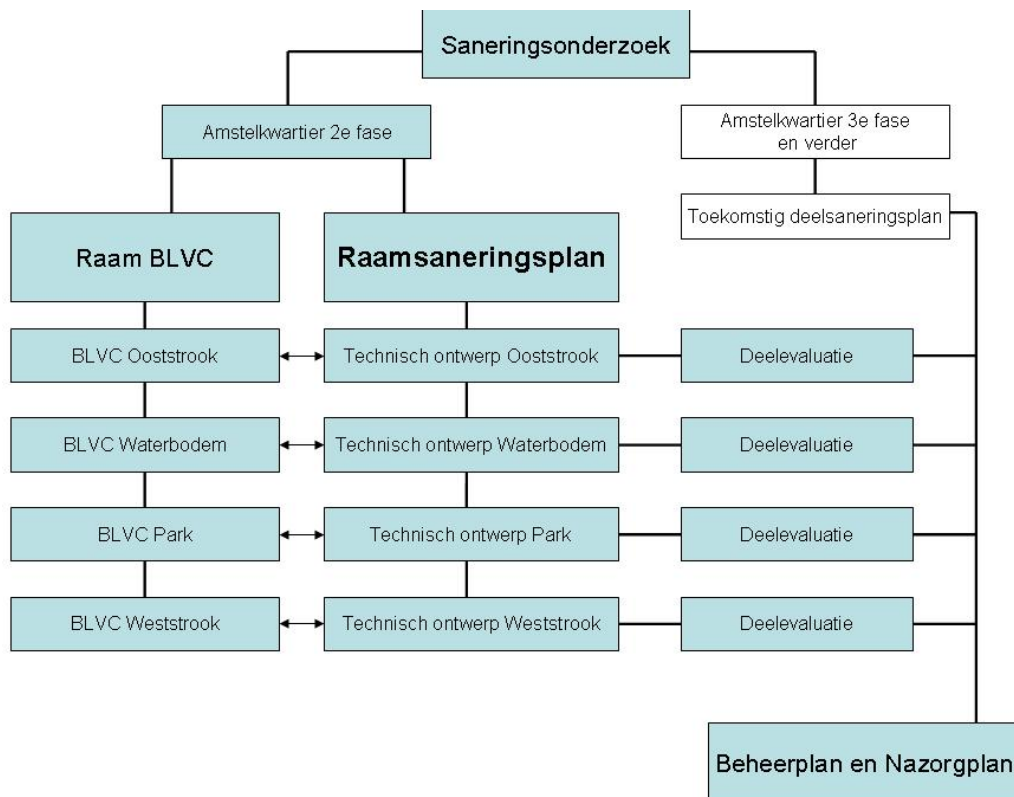 Saneringsonderzoek
Amstelkwartier 2e fase
Amstelkwartier 3e fase
en verder
Toekomstig deelsaneringsplan
Raam BLVC
Raamsaneringsplan
BLVC Ooststrook
Technisch ontwerp Ooststrook
Deelevaluatie
BLVC Waterbodem
Technisch ontwerp Waterbodem
Deelevaluatie
BLVC Park
Technisch ontwerp Park
Deelevaluatie
BLVC Weststrook
Technisch ontwerp Weststrook
Deelevaluatie
Beheerplan en Nazorgplan